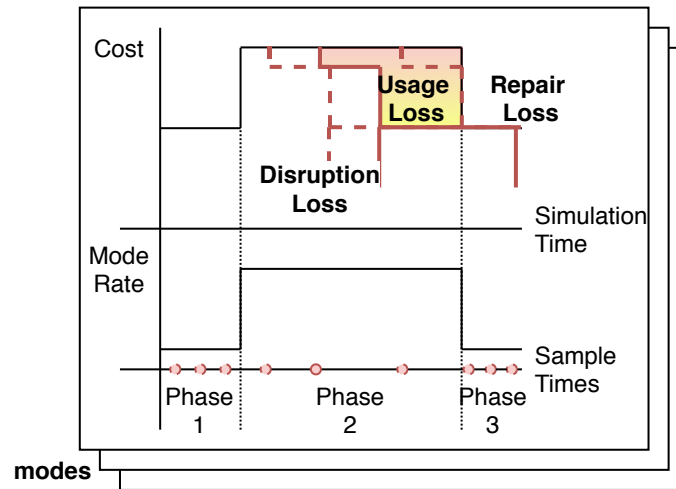 Cost
Usage
Loss
Repair
Loss
Disruption
Loss
Simulation
Time
Mode
Rate
Sample
Times
Phase
1
Phase
2
Phase
3
modes